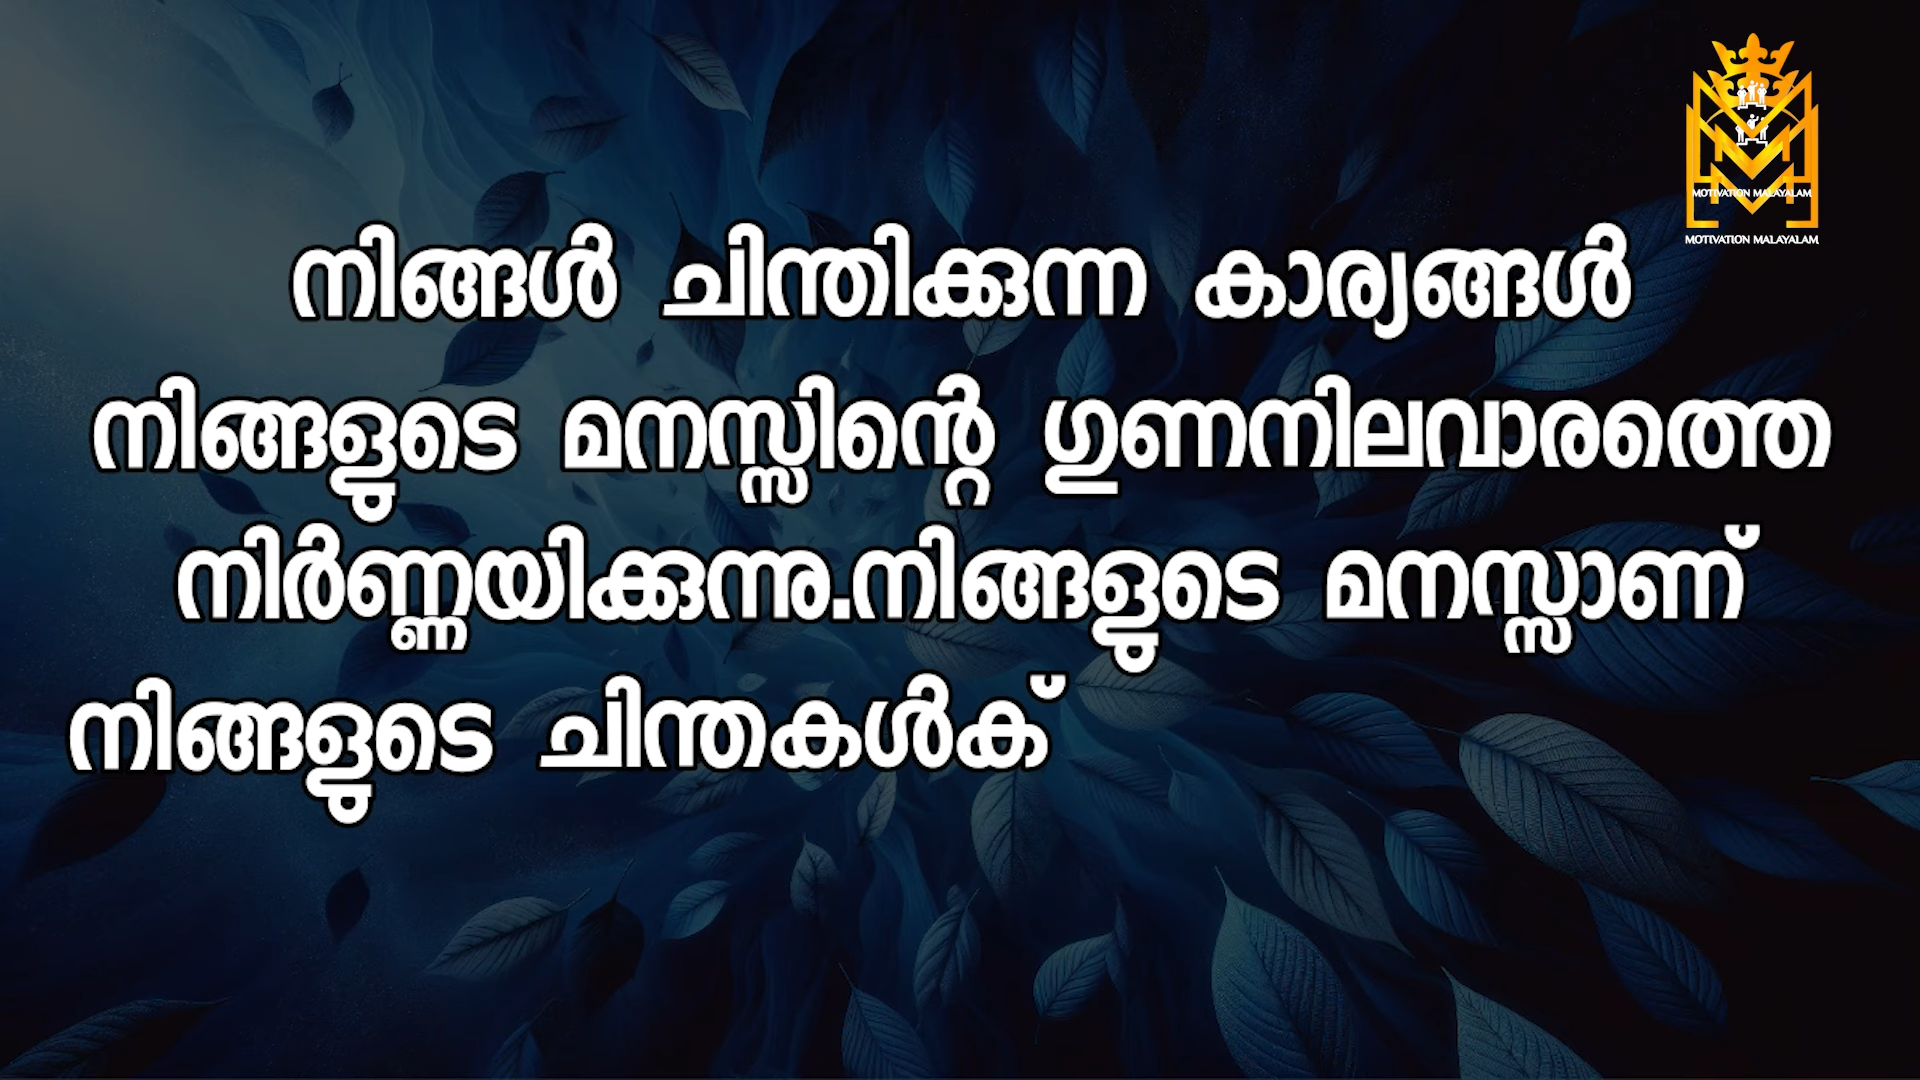 MOTIVATION MALAYALAM
MOTIVATION MALAYALAM
നിങ്ങൾ ചിന്തിക്കുന്ന കാര്യങ്ങൾ
നിങ്ങളുടെ മനസ്സിന്റെ ഗുണനിലവാരത്തെ
നിർണ്ണയിക്കുന്നു.നിങ്ങളുടെ മനസ്സാണ്
നിങ്ങളുടെ ചിന്തകൾക്